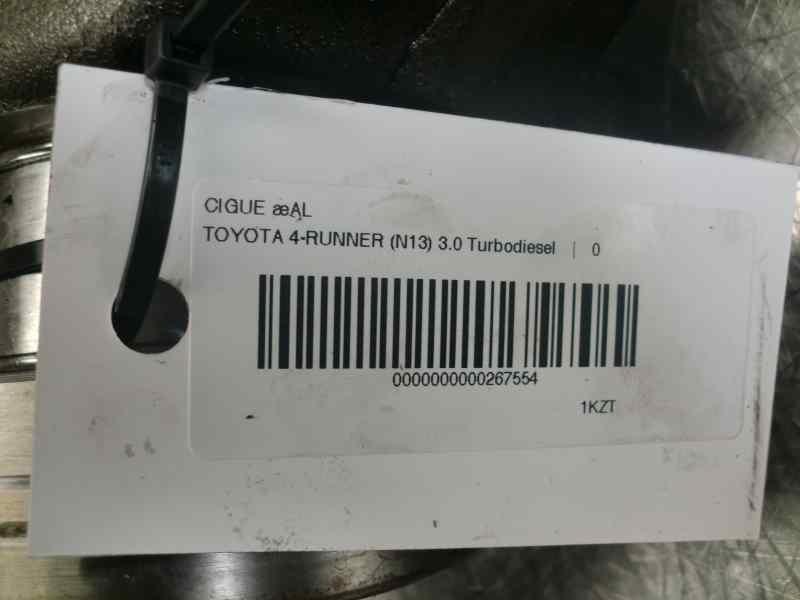 CIGUE æĄL
TOYOTA 4-RUNNER (N13) 3.0 Turbodiesel | 0
0000000000267554
1KZT